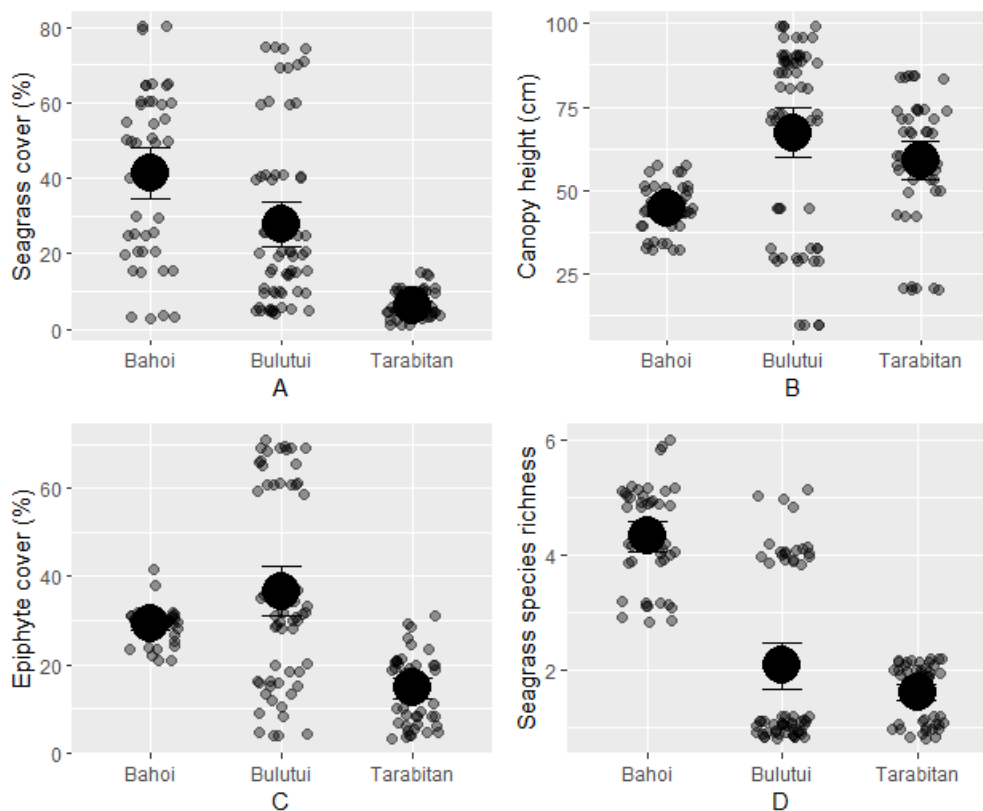 Seagrass cover (%)
80
60
40
20
0
Bahoi
Bulutui
Tarabitan
A
Canopy height (cm)
100
75
50
25
Bahoi
Bulutui
Tarabitan
B
Epiphyte cover (%)
60
40
20
0
Bahoi
Bulutui
Tarabitan
C
Seagrass species richness
6
4
2
Bahoi
Bulutui
Tarabitan
D